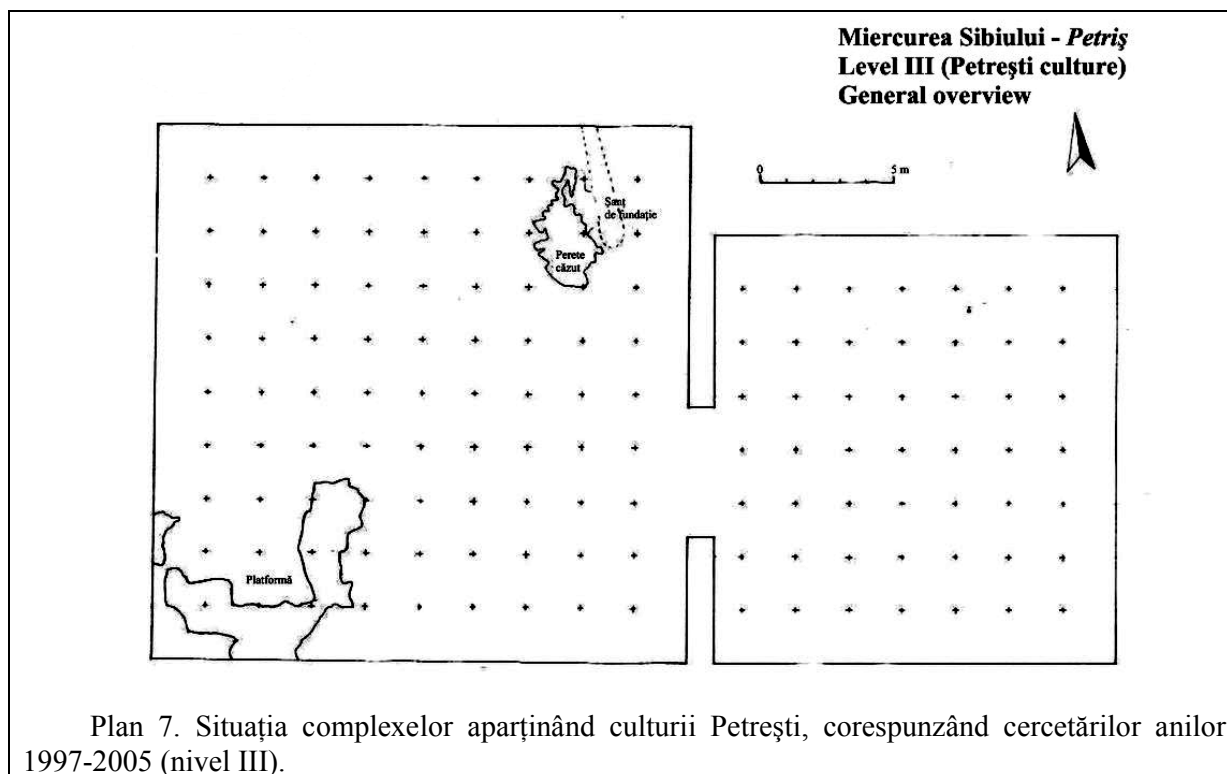 Miercurea Sibiului - Petriş
Level III (Petreşti culture)
General overview
0 5 m
Şanţ
de fundaţie
Perete
căzut
Platformă
Plan 7. Situaţia complexelor aparţinând culturii Petreşti, corespunzând cercetărilor anilor
1997-2005 (nivel III).